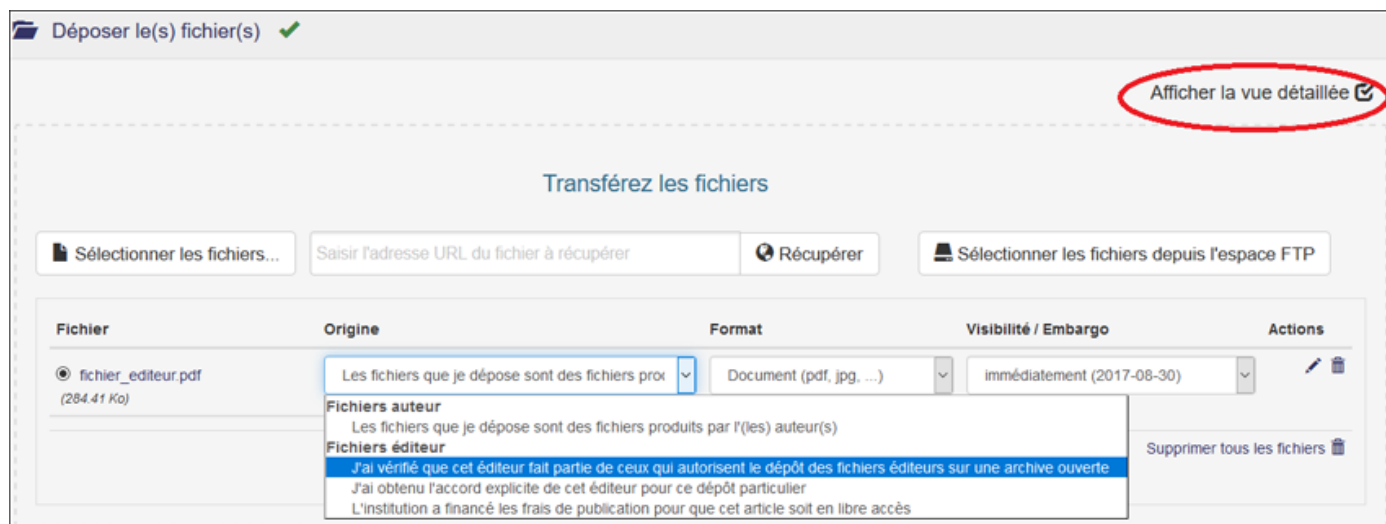 Déposer le(s) fichier(s)
Afficher la vue détaillée
Transférez les fichiers
Sélectionner les fichiers... Saisir l'adresse URL du fichier à récupérer Récupérer Sélectionner les fichiers depuis l'espace FTP
Fichier Origine Format Visibilité / Embargo Actions
fichier_editeur.pdf Les fichiers que je dépose sont des fichiers proc Document (pdf, jpg, ...) immédiatement (2017-08-30)
(284.41 Ko)
Fichiers auteur
Les fichiers que je dépose sont des fichiers produits par l'(les) auteur(s)
Fichiers éditeur
Supprimer tous les fichiers
J'ai vérifié que cet éditeur fait partie de ceux qui autorisent le dépôt des fichiers éditeurs sur une archive ouverte
J'ai obtenu l'accord explicite de cet éditeur pour ce dépôt particulier
L'institution a financé les frais de publication pour que cet article soit en libre accès